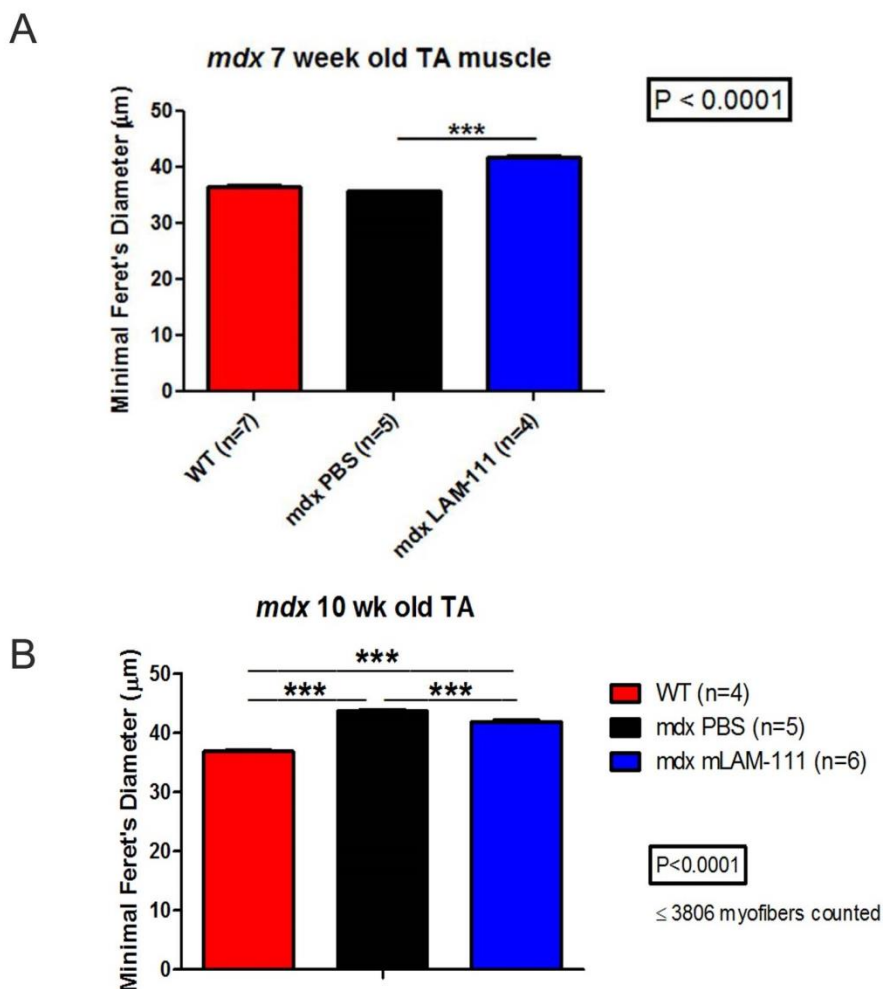 A
mdx 7 week old TA muscle
P < 0.0001
Minimal Feret's Diameter (μm)
50
40
30
20
10
0
***
WT (n=7)
mdx PBS (n=5)
mdx LAM-111 (n=4)
B
mdx 10 wk old TA
Minimal Feret's Diameter (μm)
50
40
30
20
10
0
***
***
***
WT (n=4)
mdx PBS (n=5)
mdx mLAM-111 (n=6)
P<0.0001
≤ 3806 myofibers counted